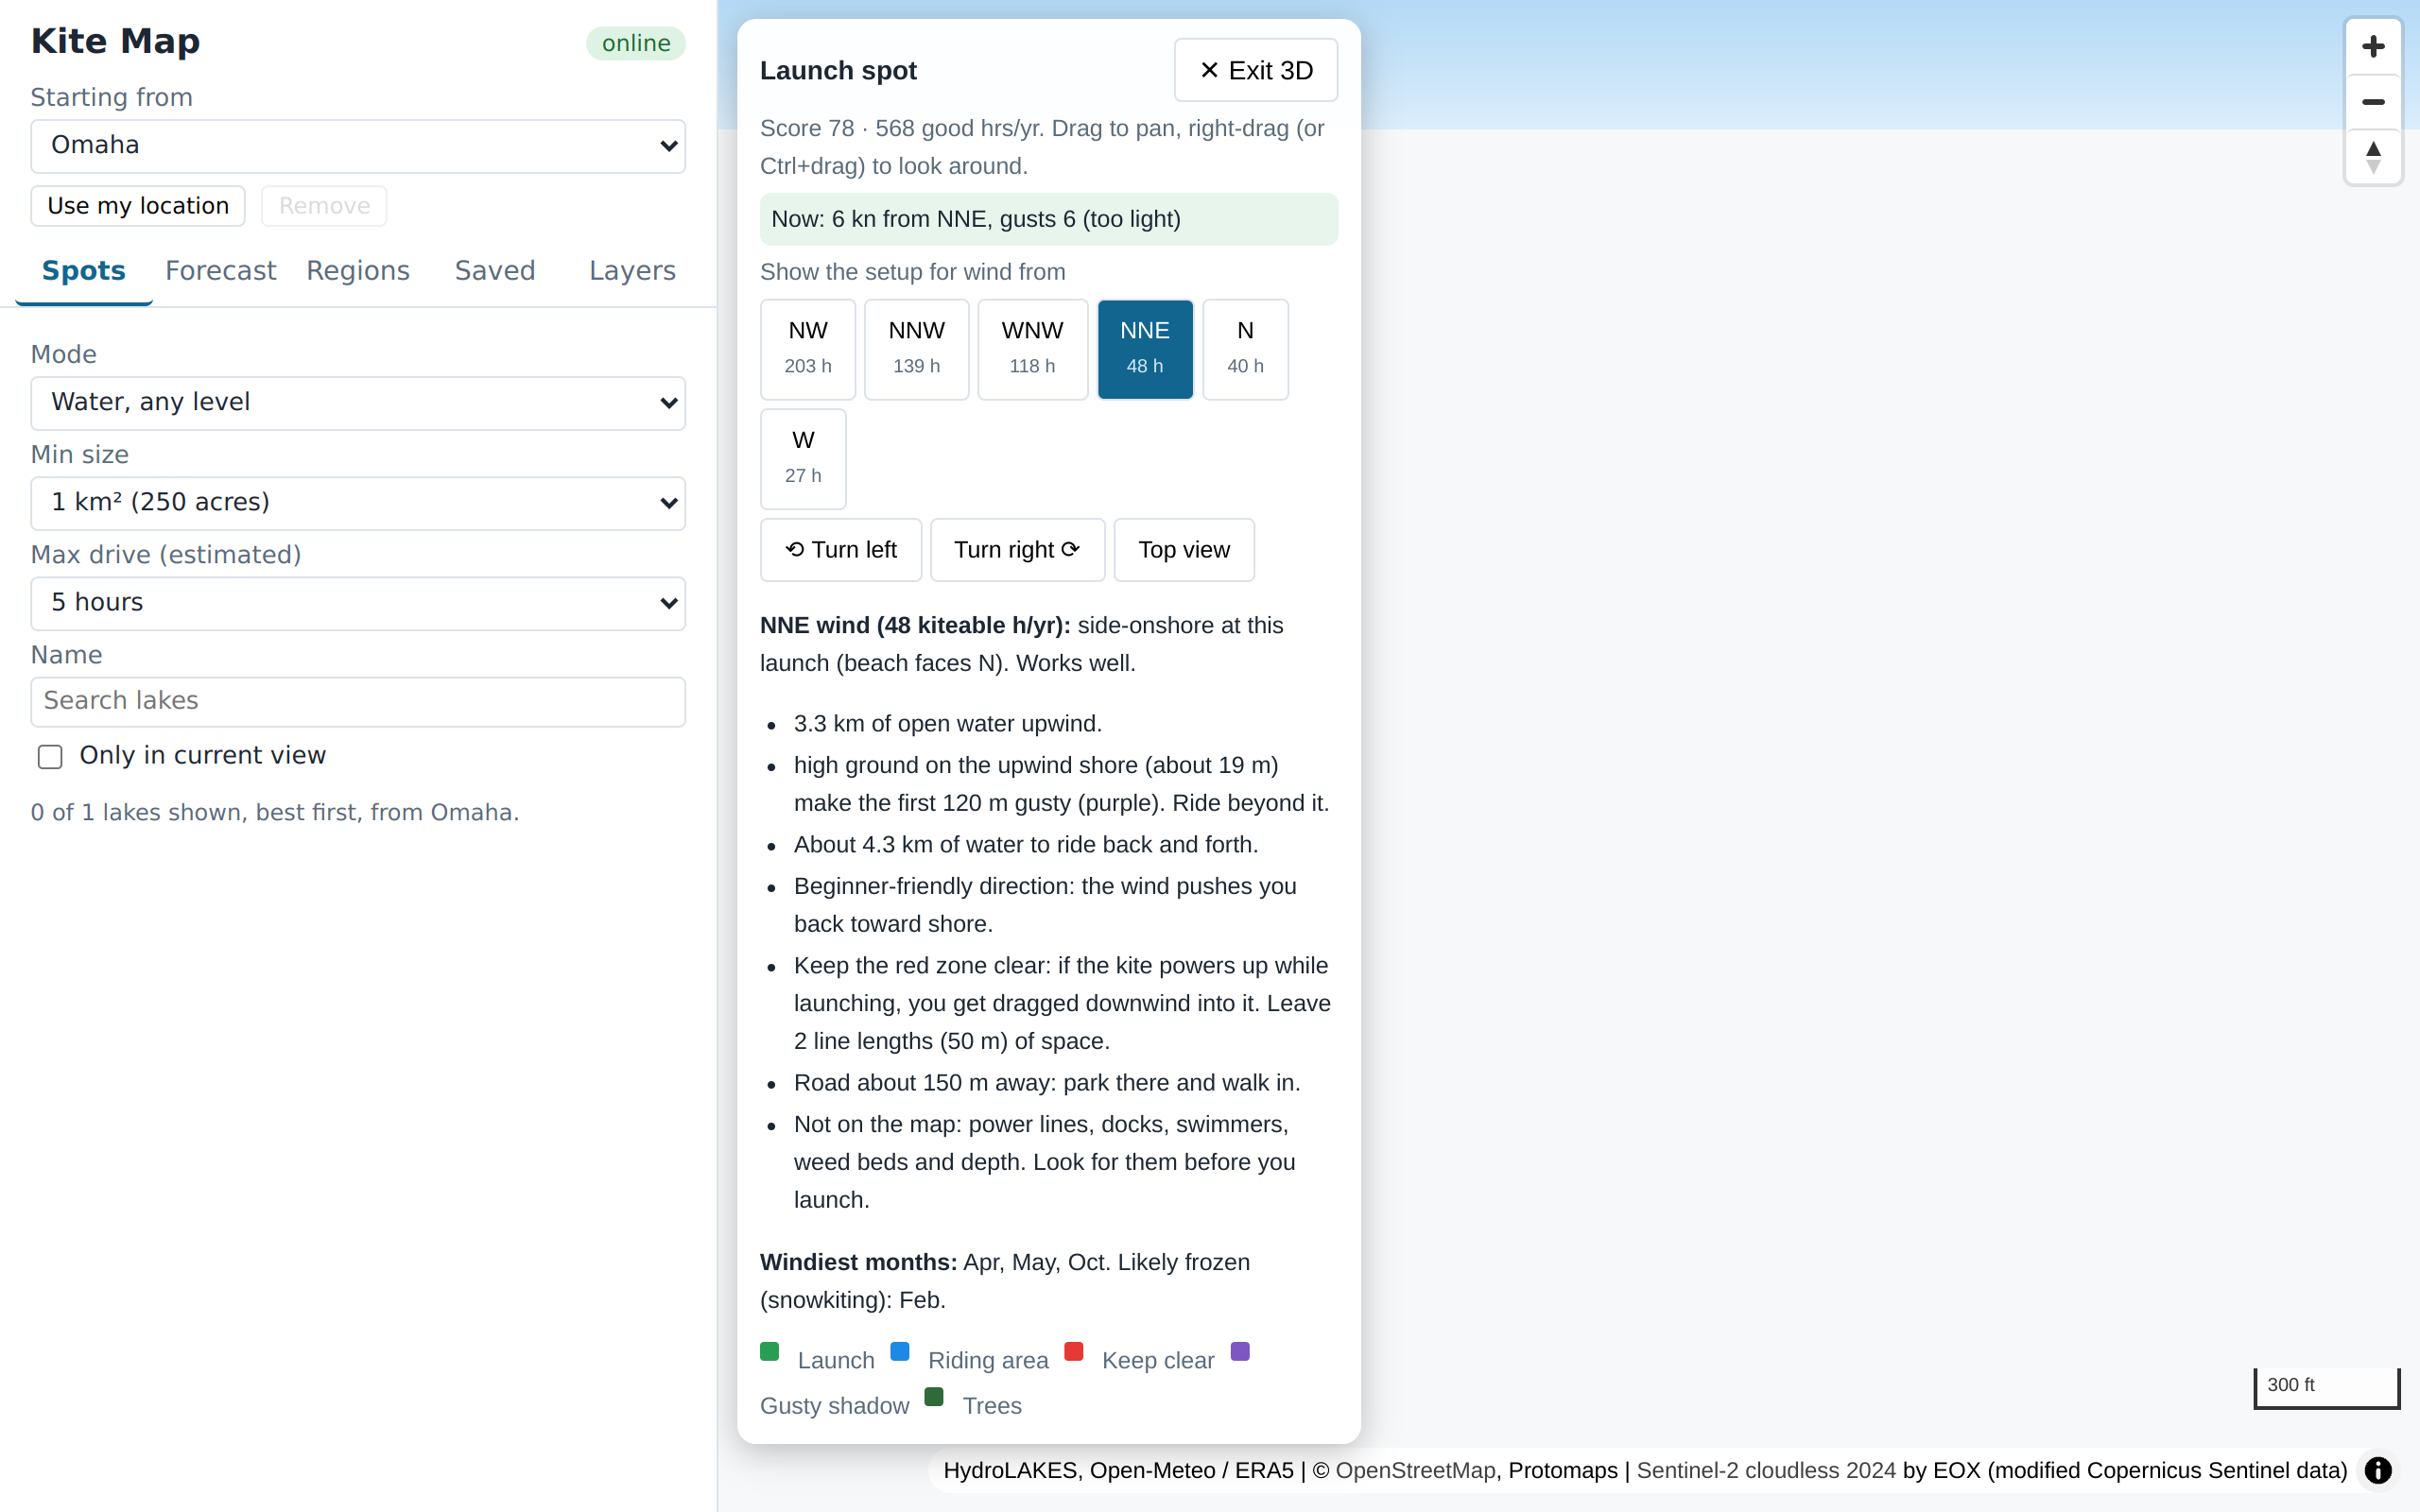 Kite Map
online
Starting from
Omaha
Use my location
Remove
Spots
Forecast
Regions
Saved
Layers
Mode
Water, any level
Min size
1 km² (250 acres)
Max drive (estimated)
5 hours
Name
Search lakes
Only in current view
0 of 1 lakes shown, best first, from Omaha.
Launch spot
✕ Exit 3D
Score 78 · 568 good hrs/yr. Drag to pan, right-drag (or
Ctrl+drag) to look around.
Now: 6 kn from NNE, gusts 6 (too light)
Show the setup for wind from
NW
203 h
NNW
139 h
WNW
118 h
NNE
48 h
N
40 h
W
27 h
⟲ Turn left
Turn right ⟳
Top view
NNE wind (48 kiteable h/yr): side-onshore at this
launch (beach faces N). Works well.
• 3.3 km of open water upwind.
• high ground on the upwind shore (about 19 m)
make the first 120 m gusty (purple). Ride beyond it.
• About 4.3 km of water to ride back and forth.
• Beginner-friendly direction: the wind pushes you
back toward shore.
• Keep the red zone clear: if the kite powers up while
launching, you get dragged downwind into it. Leave
2 line lengths (50 m) of space.
• Road about 150 m away: park there and walk in.
• Not on the map: power lines, docks, swimmers,
weed beds and depth. Look for them before you
launch.
Windiest months: Apr, May, Oct. Likely frozen
(snowkiting): Feb.
Launch Riding area Keep clear
Gusty shadow Trees
300 ft
HydroLAKES, Open-Meteo / ERA5 | © OpenStreetMap, Protomaps | Sentinel-2 cloudless 2024 by EOX (modified Copernicus Sentinel data)